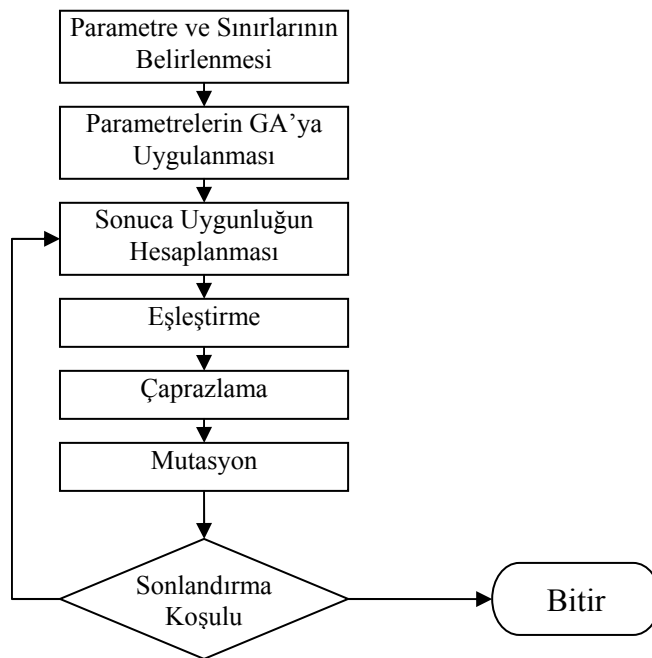 Parametre ve Sınırlarının
Belirlenmesi
Parametrelerin GA’ya
Uygulanması
Sonuca Uygunluğun
Hesaplanması
Eşleştirme
Çaprazlama
Mutasyon
Sonlandırma
Koşulu
Bitir